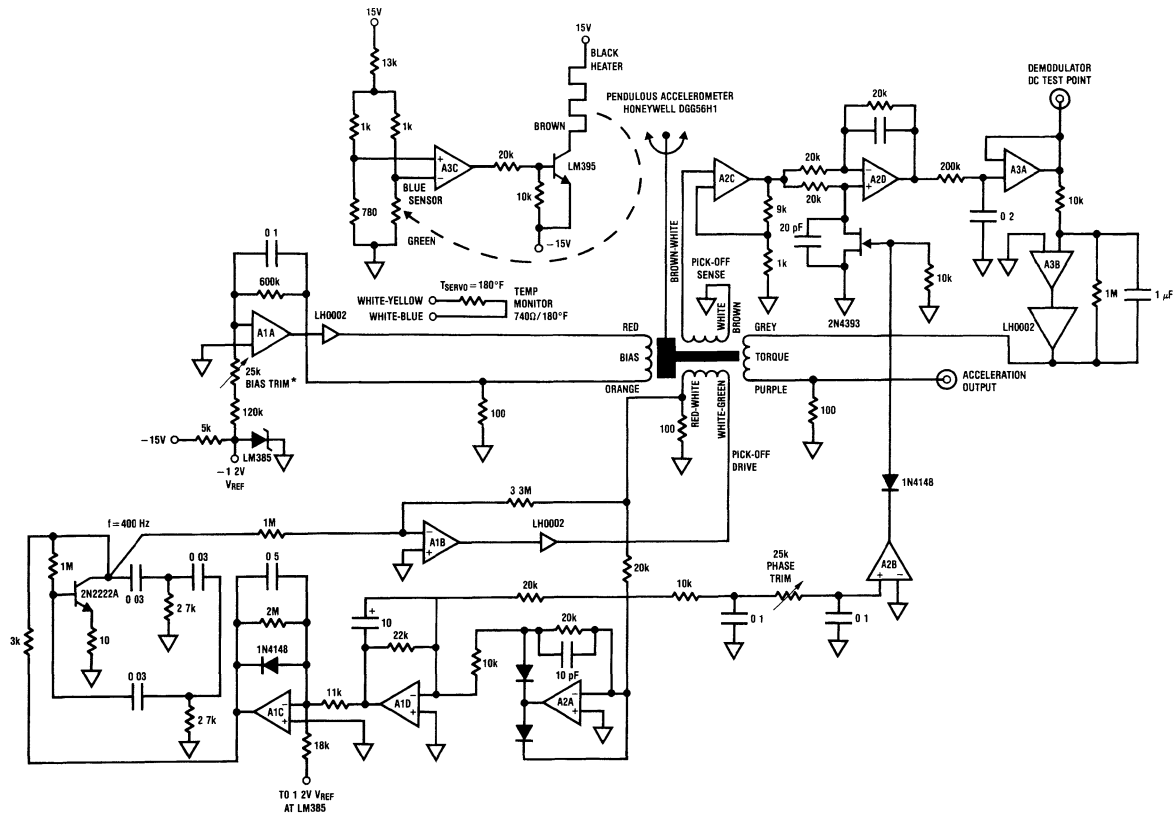 15V
13k
1k
1k
780
BLUE
SENSOR
GREEN
A3C
+
−
20k
10k
LM395
−15V
15V
BLACK
HEATER
BROWN
PENDULOUS ACCELEROMETER
HONEYWELL DGG56H1
DEMODULATOR
DC TEST POINT
A2C
9k
1k
20k
20k
20k
A2D
−
+
20 pF
2N4393
10k
200k
0 2
A3A
10k
A3B
LH0002
1M
1 μF
0 1
600k
A1A
LH0002
25k
BIAS TRIM*
120k
5k
−15V
LM385
−1 2V
VREF
TSERVO = 180°F
WHITE-YELLOW
WHITE-BLUE
TEMP
MONITOR
740Ω/180°F
BROWN-WHITE
PICK-OFF
SENSE
WHITE
BROWN
RED
BIAS
ORANGE
GREY
TORQUE
PURPLE
100
100
RED-WHITE
WHITE-GREEN
PICK-OFF
DRIVE
100
ACCELERATION
OUTPUT
1N4148
A2B
+
−
25k
PHASE
TRIM
0 1
0 1
10k
20k
20k
3 3M
1M
A1B
−
+
LH0002
f = 400 Hz
1M
2N2222A
10
3k
0 03
0 03
2 7k
0 03
2 7k
0 5
2M
1N4148
A1C
−
+
11k
18k
TO 1 2V VREF
AT LM385
+
10
22k
A1D
−
+
10k
20k
10 pF
A2A
−
+